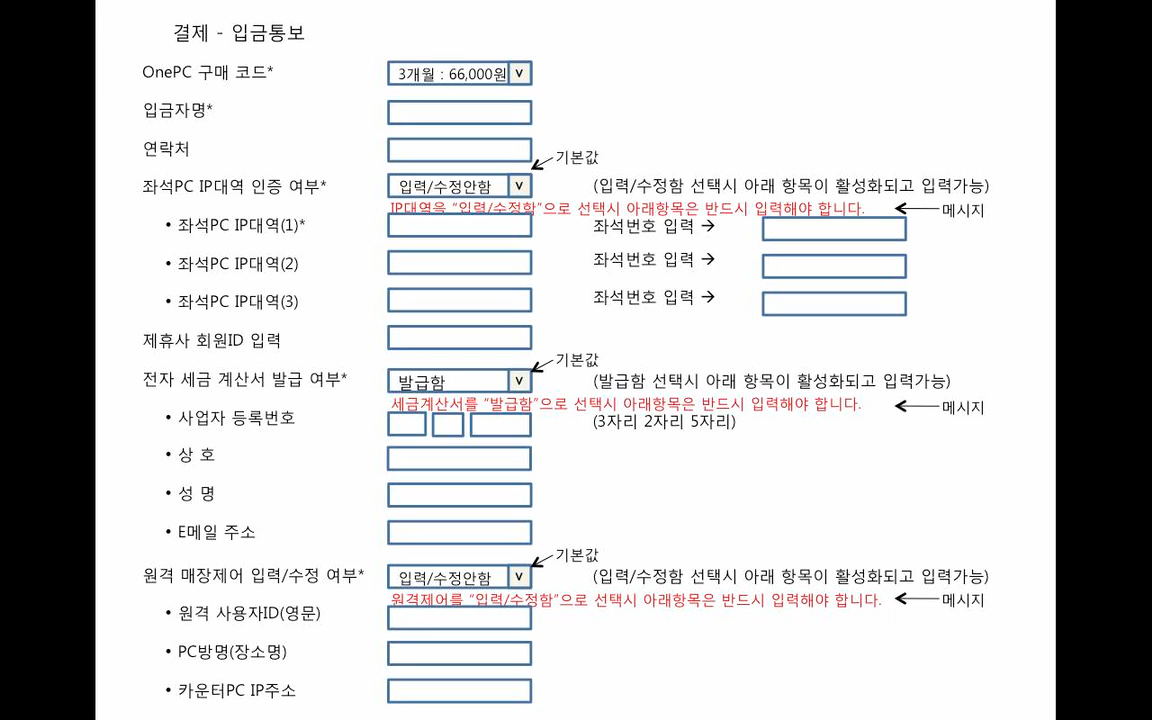 결제 - 입금통보
OnePC 구매 코드* 3개월 : 66,000원 v
입금자명*
연락처
기본값
좌석PC IP대역 인증 여부* 입력/수정안함 v (입력/수정함 선택시 아래 항목이 활성화되고 입력가능)
IP대역을 “입력/수정함”으로 선택시 아래항목은 반드시 입력해야 합니다. 메시지
• 좌석PC IP대역(1)* 좌석번호 입력 →
• 좌석PC IP대역(2) 좌석번호 입력 →
• 좌석PC IP대역(3) 좌석번호 입력 →
제휴사 회원ID 입력
기본값
전자 세금 계산서 발급 여부* 발급함 v (발급함 선택시 아래 항목이 활성화되고 입력가능)
세금계산서를 “발급함”으로 선택시 아래항목은 반드시 입력해야 합니다. 메시지
• 사업자 등록번호 (3자리 2자리 5자리)
• 상 호
• 성 명
• E메일 주소
기본값
원격 매장제어 입력/수정 여부* 입력/수정안함 v (입력/수정함 선택시 아래 항목이 활성화되고 입력가능)
원격제어를 “입력/수정함”으로 선택시 아래항목은 반드시 입력해야 합니다. 메시지
• 원격 사용자ID(영문)
• PC방명(장소명)
• 카운터PC IP주소